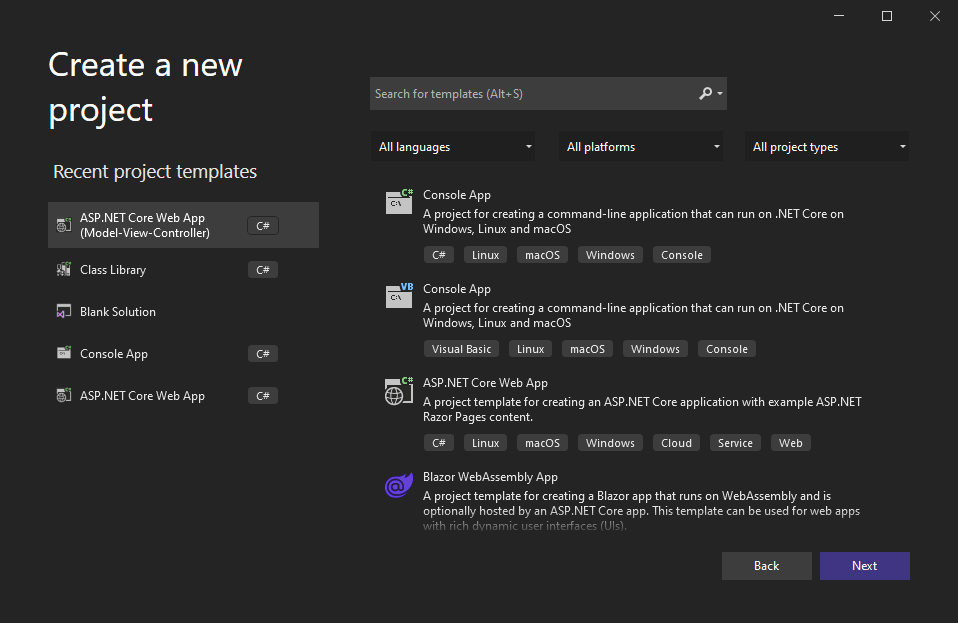 Create a new
project
Recent project templates
ASP.NET Core Web App
(Model-View-Controller)
C#
Class Library
C#
Blank Solution
Console App
C#
ASP.NET Core Web App
C#
Search for templates (Alt+S)
All languages
All platforms
All project types
C#
C:\
Console App
A project for creating a command-line application that can run on .NET Core on
Windows, Linux and macOS
C# Linux macOS Windows Console
VB
C:\
Console App
A project for creating a command-line application that can run on .NET Core on
Windows, Linux and macOS
Visual Basic Linux macOS Windows Console
C#
ASP.NET Core Web App
A project template for creating an ASP.NET Core application with example ASP.NET
Razor Pages content.
C# Linux macOS Windows Cloud Service Web
Blazor WebAssembly App
A project template for creating a Blazor app that runs on WebAssembly and is
optionally hosted by an ASP.NET Core app. This template can be used for web apps
with rich dynamic user interfaces (UIs).
Back
Next